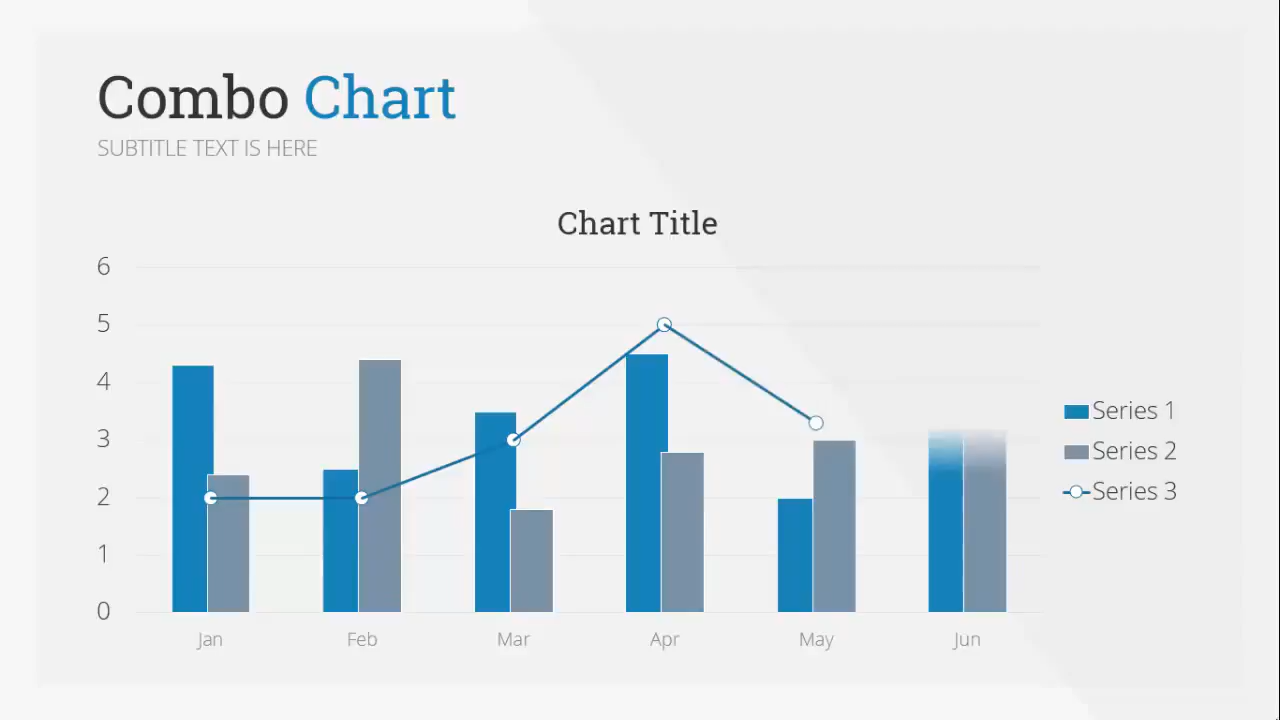 Combo Chart
SUBTITLE TEXT IS HERE
Chart Title
6
5
4
3
2
1
0
Jan Feb Mar Apr May Jun
Series 1
Series 2
Series 3